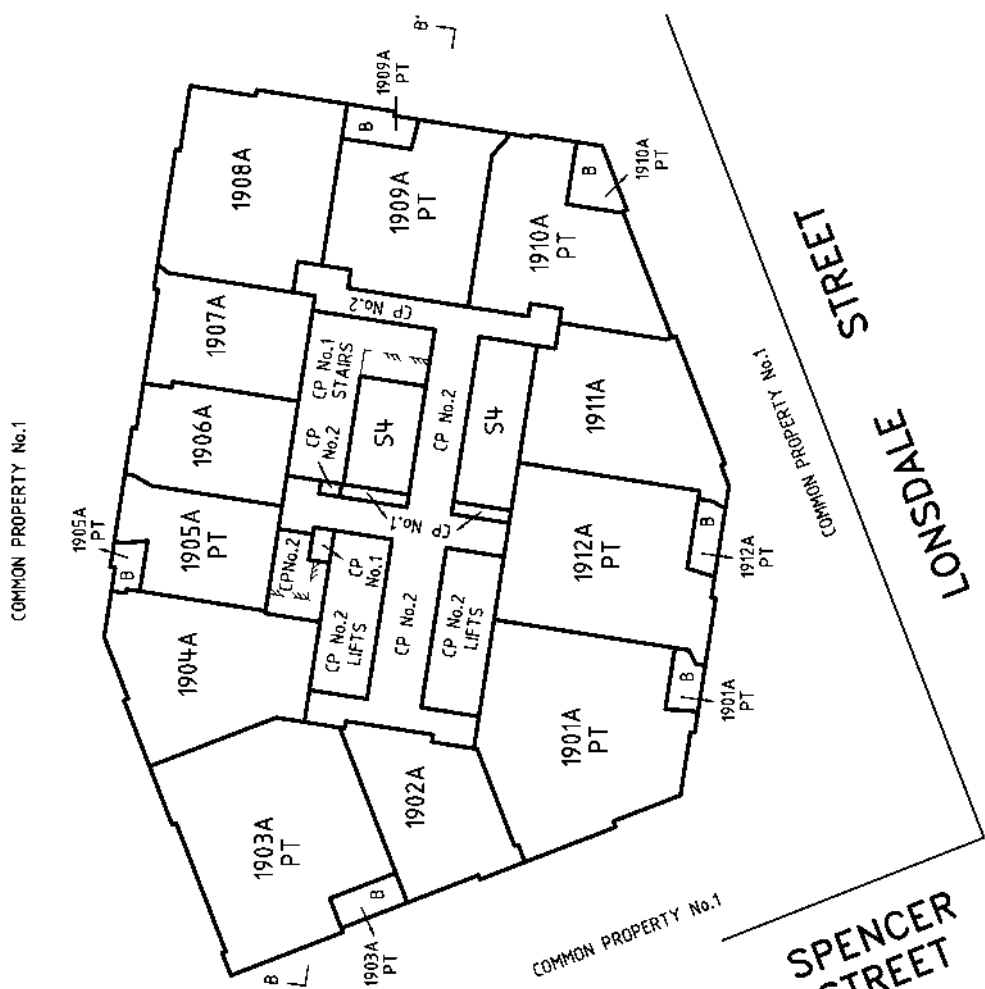 COMMON PROPERTY No.1
B'
1909A
PT
B
1908A
1909A
PT
B
1910A
PT
1910A
PT
CP No.2
1907A
CP No.1
STAIRS
1906A
CP
No.2
S4
CP No.2
S4
1911A
1905A
PT
B
1905A
PT
CP No.2
CP
No.1
CP No.1
1912A
PT
B
1912A
PT
1904A
CP No.2
LIFTS
CP No.2
CP No.2
LIFTS
B
1901A
PT
1901A
PT
1902A
1903A
PT
B
1903A
PT
B
COMMON PROPERTY No.1
COMMON PROPERTY No.1
LONSDALE
STREET
SPENCER
STREET